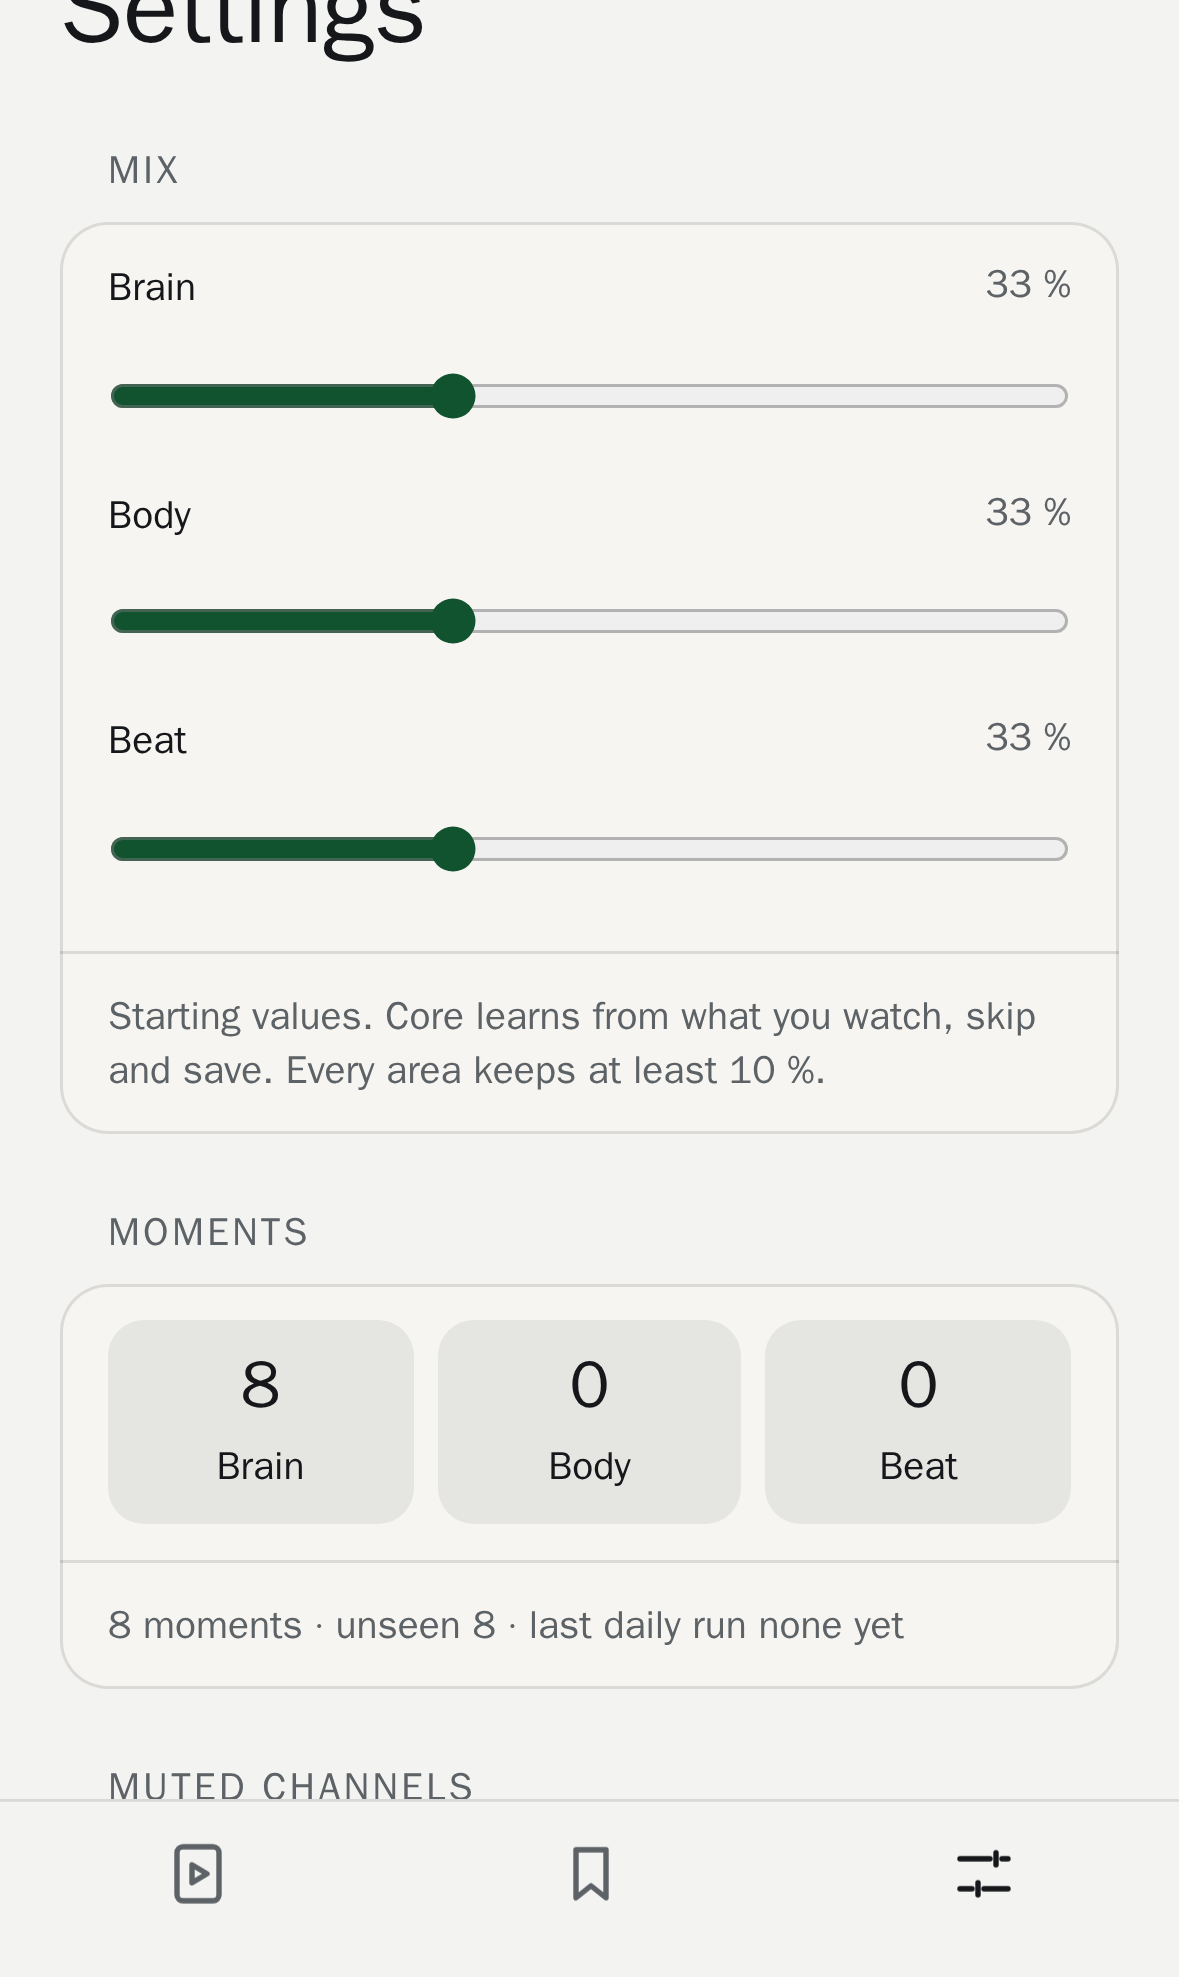 Settings
MIX
Brain
33 %
Body
33 %
Beat
33 %
Starting values. Core learns from what you watch, skip
and save. Every area keeps at least 10 %.
MOMENTS
8
Brain
0
Body
0
Beat
8 moments · unseen 8 · last daily run none yet
MUTED CHANNELS